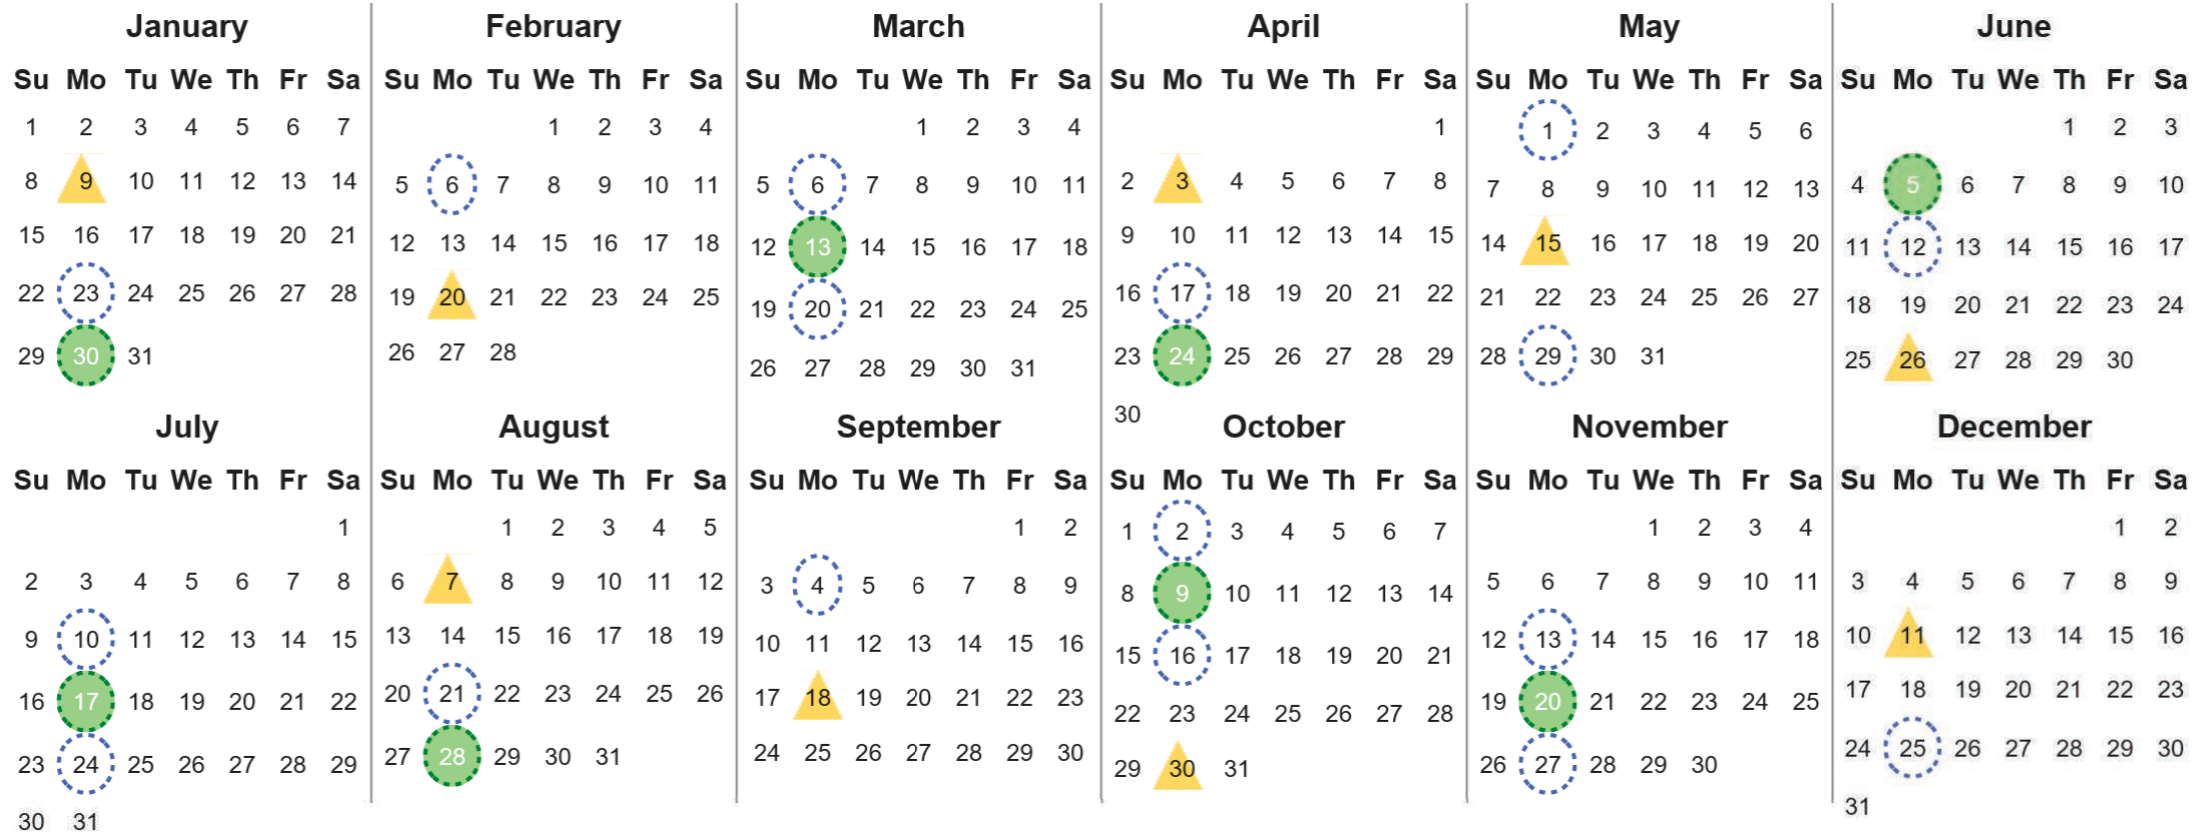 January February March April May June
Su Mo Tu We Th Fr Sa Su Mo Tu We Th Fr Sa Su Mo Tu We Th Fr Sa Su Mo Tu We Th Fr Sa Su Mo Tu We Th Fr Sa Su Mo Tu We Th Fr Sa
1 2 3 4 5 6 7 1 2 3 4 1 2 3 4 1 1 2 3 4 5 6 1 2 3
8 9 10 11 12 13 14 5 6 7 8 9 10 11 5 6 7 8 9 10 11 2 3 4 5 6 7 8 7 8 9 10 11 12 13 4 5 6 7 8 9 10
15 16 17 18 19 20 21 12 13 14 15 16 17 18 12 13 14 15 16 17 18 9 10 11 12 13 14 15 14 15 16 17 18 19 20 11 12 13 14 15 16 17
22 23 24 25 26 27 28 19 20 21 22 23 24 25 19 20 21 22 23 24 25 16 17 18 19 20 21 22 21 22 23 24 25 26 27 18 19 20 21 22 23 24
29 30 31 26 27 28 26 27 28 29 30 31 23 24 25 26 27 28 29 28 29 30 31 25 26 27 28 29 30
30
July August September October November December
Su Mo Tu We Th Fr Sa Su Mo Tu We Th Fr Sa Su Mo Tu We Th Fr Sa Su Mo Tu We Th Fr Sa Su Mo Tu We Th Fr Sa Su Mo Tu We Th Fr Sa
1 1 2 3 4 5 1 2 1 2 3 4 5 6 7 1 2 3 4 1 2
2 3 4 5 6 7 8 6 7 8 9 10 11 12 3 4 5 6 7 8 9 8 9 10 11 12 13 14 5 6 7 8 9 10 11 3 4 5 6 7 8 9
9 10 11 12 13 14 15 13 14 15 16 17 18 19 10 11 12 13 14 15 16 15 16 17 18 19 20 21 12 13 14 15 16 17 18 10 11 12 13 14 15 16
16 17 18 19 20 21 22 20 21 22 23 24 25 26 17 18 19 20 21 22 23 22 23 24 25 26 27 28 19 20 21 22 23 24 25 17 18 19 20 21 22 23
23 24 25 26 27 28 29 27 28 29 30 31 24 25 26 27 28 29 30 29 30 31 26 27 28 29 30 24 25 26 27 28 29 30
30 31 31